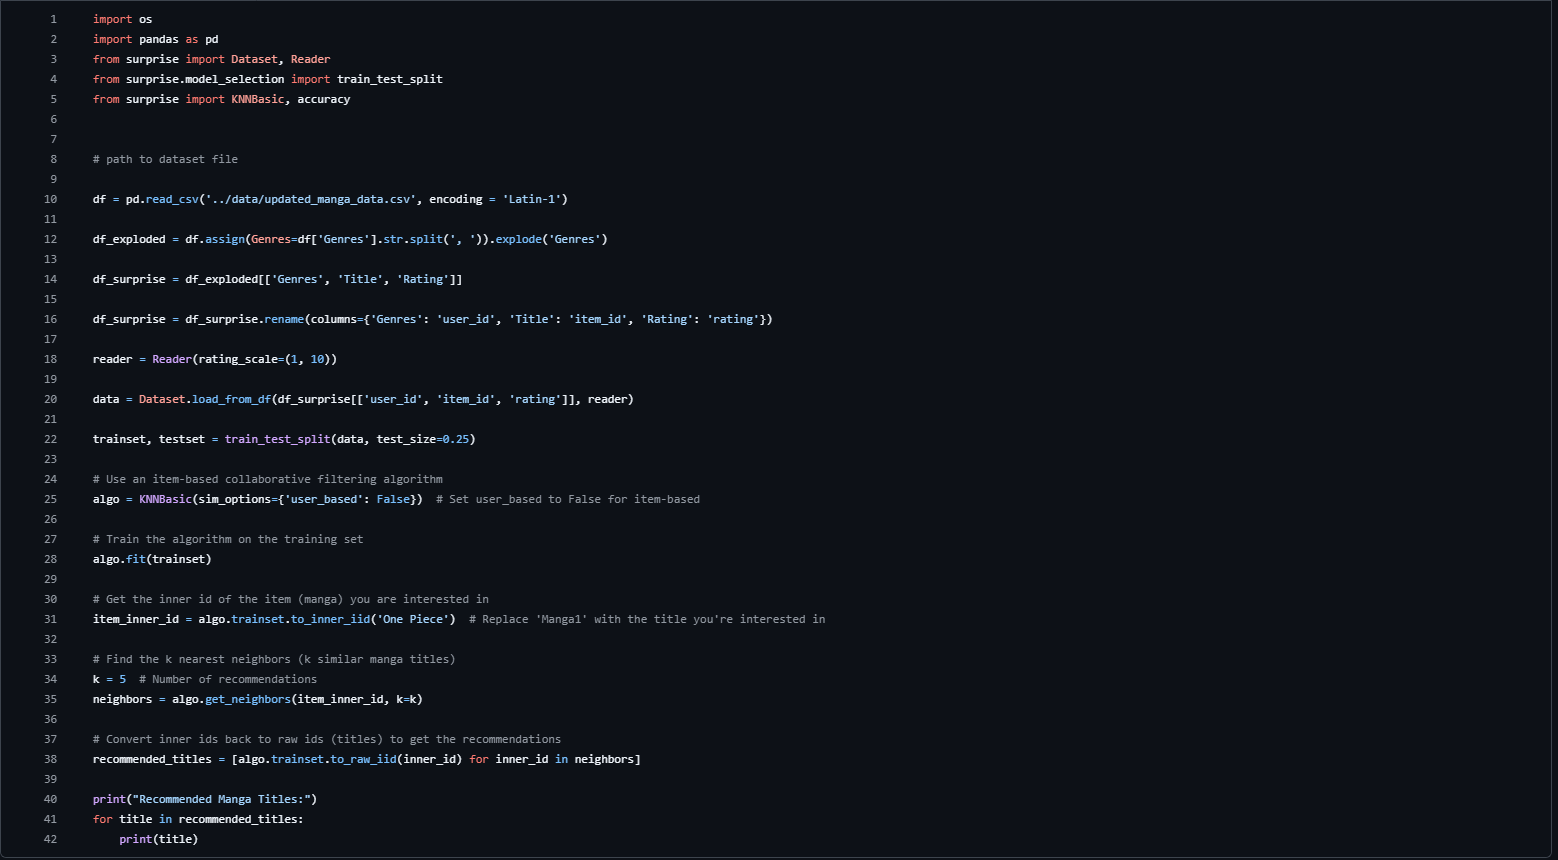 1 import os
2 import pandas as pd
3 from surprise import Dataset, Reader
4 from surprise.model_selection import train_test_split
5 from surprise import KNNBasic, accuracy
6
7
8 # path to dataset file
9
10 df = pd.read_csv('../data/updated_manga_data.csv', encoding = 'Latin-1')
11
12 df_exploded = df.assign(Genres=df['Genres'].str.split(', ')).explode('Genres')
13
14 df_surprise = df_exploded[['Genres', 'Title', 'Rating']]
15
16 df_surprise = df_surprise.rename(columns={'Genres': 'user_id', 'Title': 'item_id', 'Rating': 'rating'})
17
18 reader = Reader(rating_scale=(1, 10))
19
20 data = Dataset.load_from_df(df_surprise[['user_id', 'item_id', 'rating']], reader)
21
22 trainset, testset = train_test_split(data, test_size=0.25)
23
24 # Use an item-based collaborative filtering algorithm
25 algo = KNNBasic(sim_options={'user_based': False})  # Set user_based to False for item-based
26
27 # Train the algorithm on the training set
28 algo.fit(trainset)
29
30 # Get the inner id of the item (manga) you are interested in
31 item_inner_id = algo.trainset.to_inner_iid('One Piece')  # Replace 'Manga1' with the title you're interested in
32
33 # Find the k nearest neighbors (k similar manga titles)
34 k = 5  # Number of recommendations
35 neighbors = algo.get_neighbors(item_inner_id, k=k)
36
37 # Convert inner ids back to raw ids (titles) to get the recommendations
38 recommended_titles = [algo.trainset.to_raw_iid(inner_id) for inner_id in neighbors]
39
40 print("Recommended Manga Titles:")
41 for title in recommended_titles:
42     print(title)